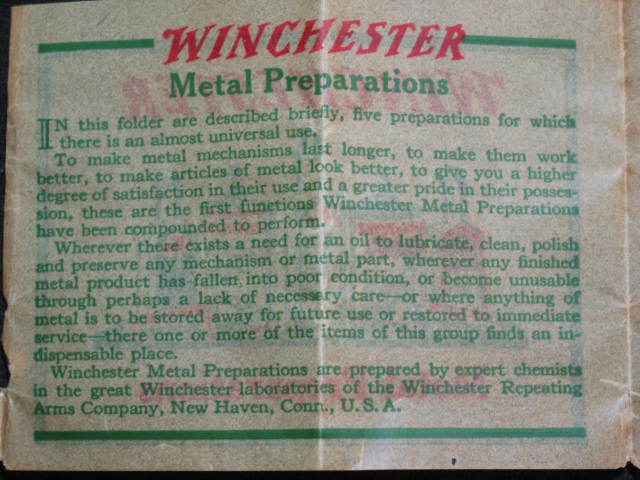 WINCHESTER
Metal Preparations
IN this folder are described briefly, five preparations for which
there is an almost universal use.
To make metal mechanisms last longer, to make them work
better, to make articles of metal look better, to give you a higher
degree of satisfaction in their use and a greater pride in their posses-
sion, these are the first functions Winchester Metal Preparations
have been compounded to perform.
Wherever there exists a need for an oil to lubricate, clean, polish
and preserve any mechanism or metal part, wherever any finished
metal product has fallen into poor condition, or become unusable
through perhaps a lack of necessary care—or where anything of
metal is to be stored away for future use or restored to immediate
service—there one or more of the items of this group finds an in-
dispensable place.
Winchester Metal Preparations are prepared by expert chemists
in the great Winchester laboratories of the Winchester Repeating
Arms Company, New Haven, Conn., U. S. A.